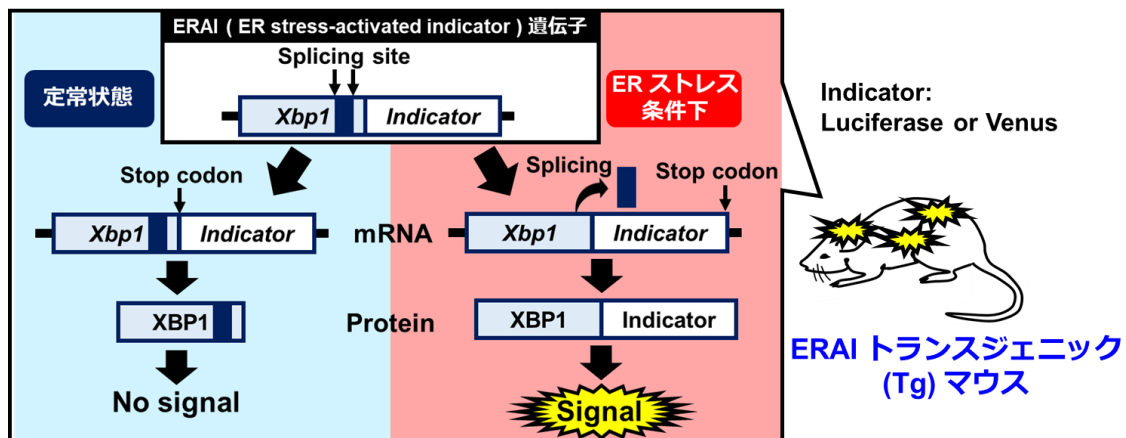 ERAI ( ER stress-activated indicator ) 遺伝子
Splicing site
Xbp1 Indicator
定常状態
ER ストレス
条件下
Indicator:
Luciferase or Venus
Stop codon
Xbp1 Indicator
mRNA
Splicing
Stop codon
Xbp1 Indicator
XBP1
Protein
XBP1 Indicator
No signal
Signal
ERAI トランスジェニック
(Tg) マウス